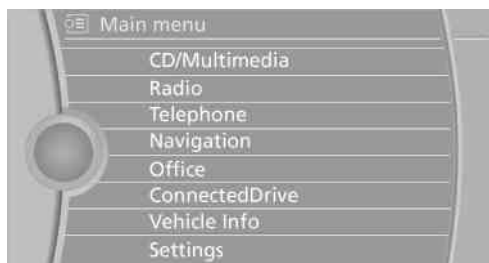 Main menu
CD/Multimedia
Radio
Telephone
Navigation
Office
ConnectedDrive
Vehicle Info
Settings